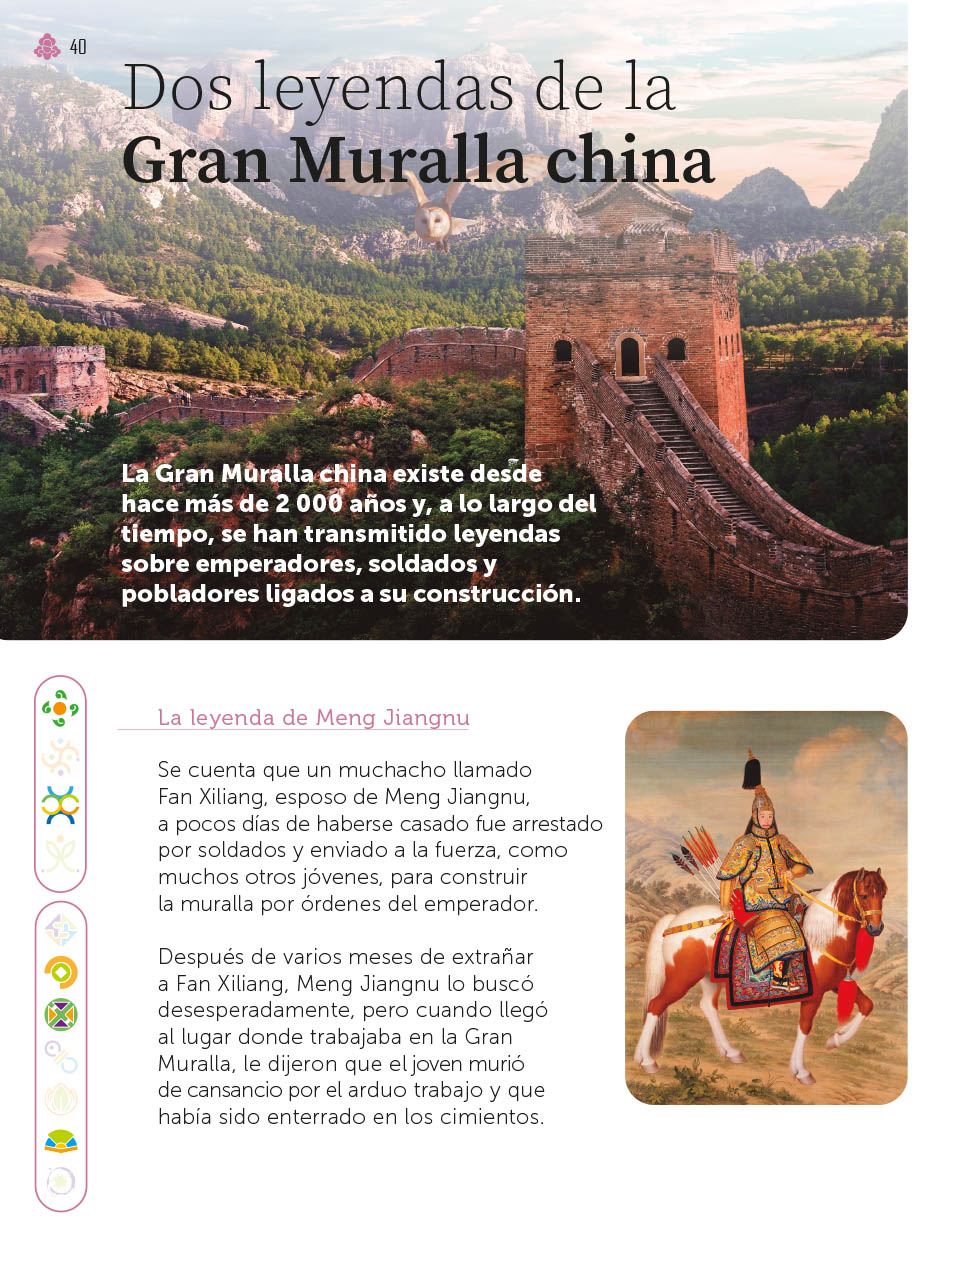 40
Dos leyendas de la
Gran Muralla china
La Gran Muralla china existe desde
hace más de 2 000 años y, a lo largo del
tiempo, se han transmitido leyendas
sobre emperadores, soldados y
pobladores ligados a su construcción.
La leyenda de Meng Jiangnu
Se cuenta que un muchacho llamado
Fan Xiliang, esposo de Meng Jiangnu,
a pocos días de haberse casado fue arrestado
por soldados y enviado a la fuerza, como
muchos otros jóvenes, para construir
la muralla por órdenes del emperador.
Después de varios meses de extrañar
a Fan Xiliang, Meng Jiangnu lo buscó
desesperadamente, pero cuando llegó
al lugar donde trabajaba en la Gran
Muralla, le dijeron que el joven murió
de cansancio por el arduo trabajo y que
había sido enterrado en los cimientos.